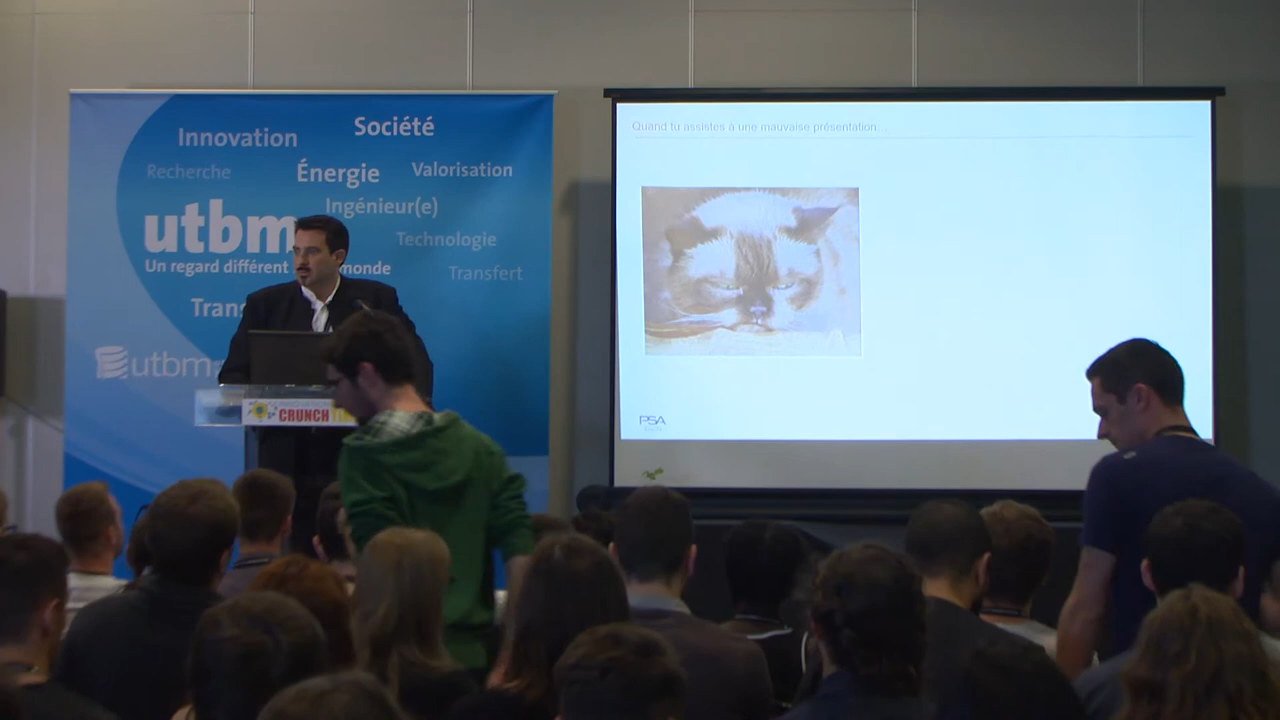 Innovation
Société
Recherche
Énergie
Valorisation
Ingénieur(e)
utbm
Technologie
Un regard différent
monde
Transfert
Trans
utbm
CRUNCH
Quand tu assistes à une mauvaise présentation...
PSA